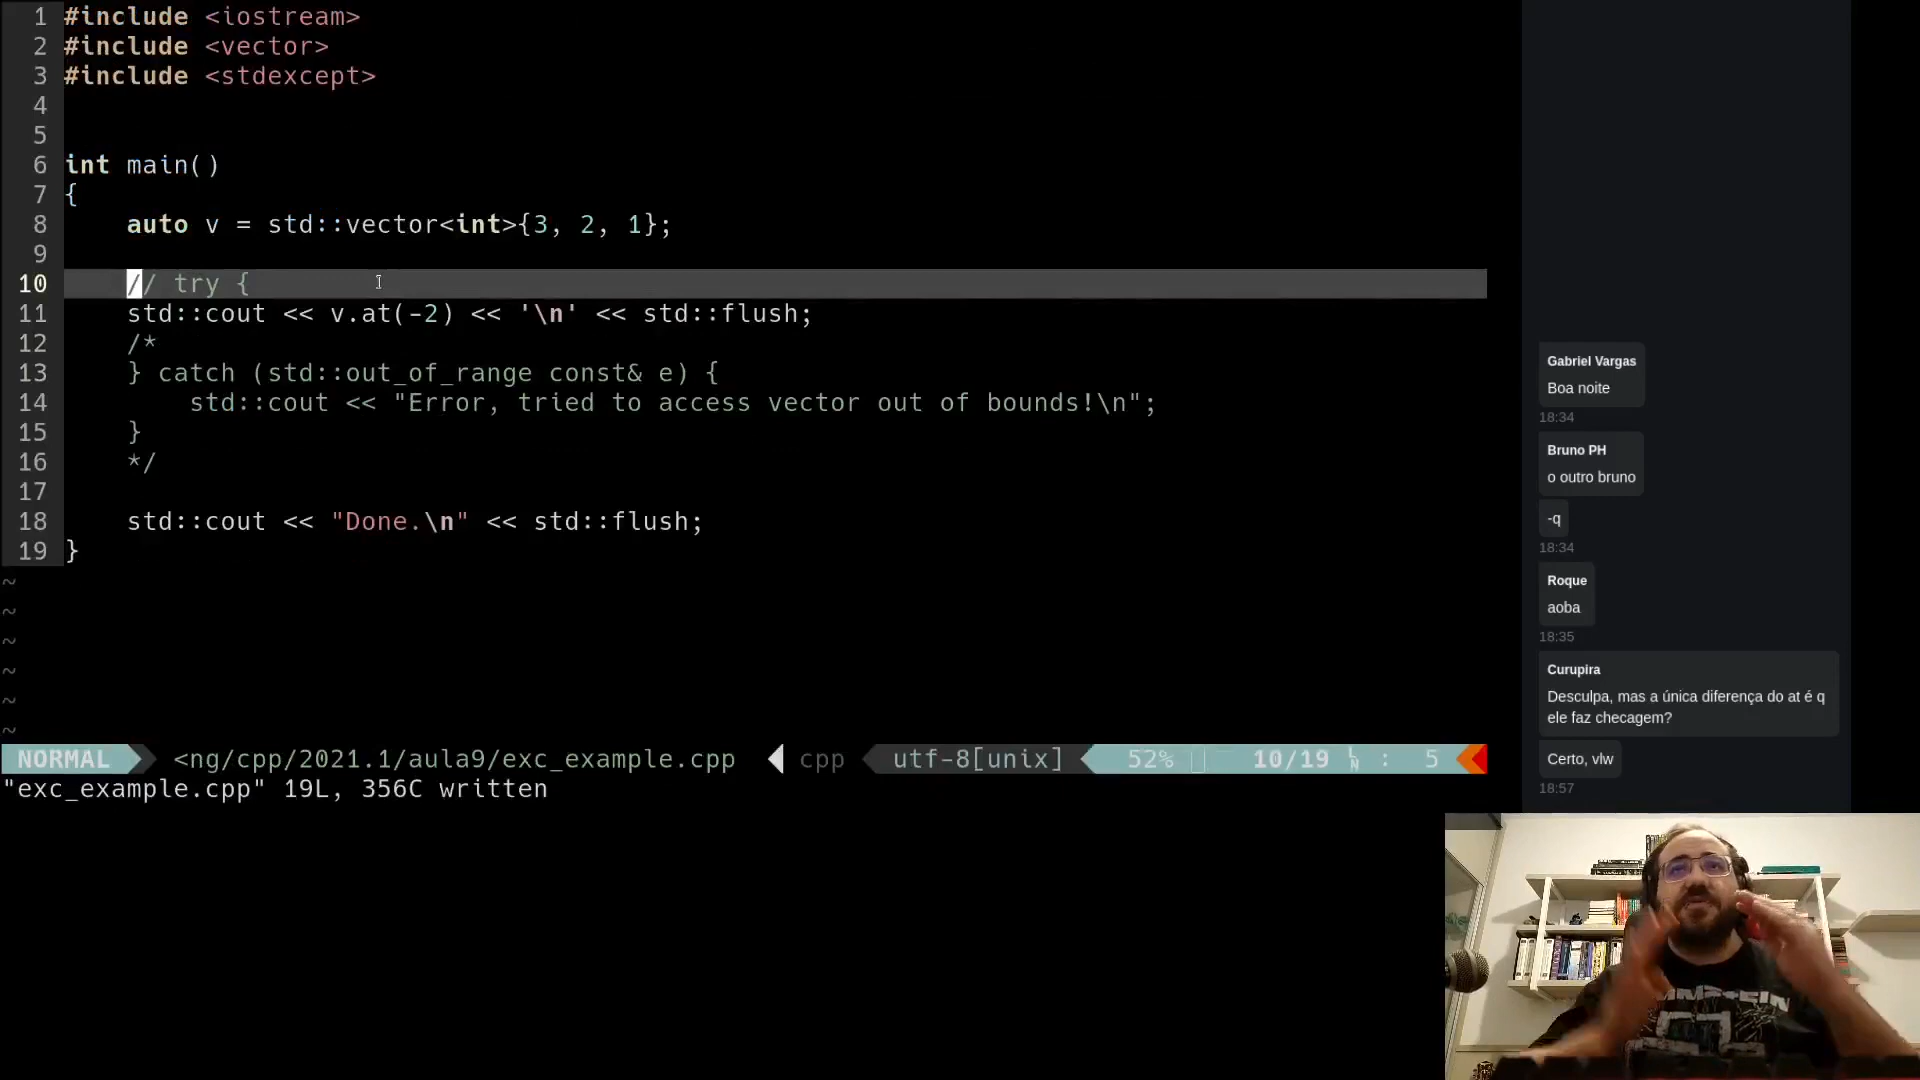 1 #include <iostream>
2 #include <vector>
3 #include <stdexcept>
4
5
6 int main()
7 {
8     auto v = std::vector<int>{3, 2, 1};
9
10     // try {
11     std::cout << v.at(-2) << '\n' << std::flush;
12     /*
13     } catch (std::out_of_range const& e) {
14         std::cout << "Error, tried to access vector out of bounds!\n";
15     }
16     */
17
18     std::cout << "Done.\n" << std::flush;
19 }
~
~
~
~
~
~
NORMAL <ng/cpp/2021.1/aula9/exc_example.cpp cpp utf-8[unix] 52% 10/19 : 5
"exc_example.cpp" 19L, 356C written
Gabriel Vargas
Boa noite
18:34
Bruno PH
o outro bruno
-q
18:34
Roque
aoba
18:35
Curupira
Desculpa, mas a única diferença do at é q
ele faz checagem?
Certo, vlw
18:57